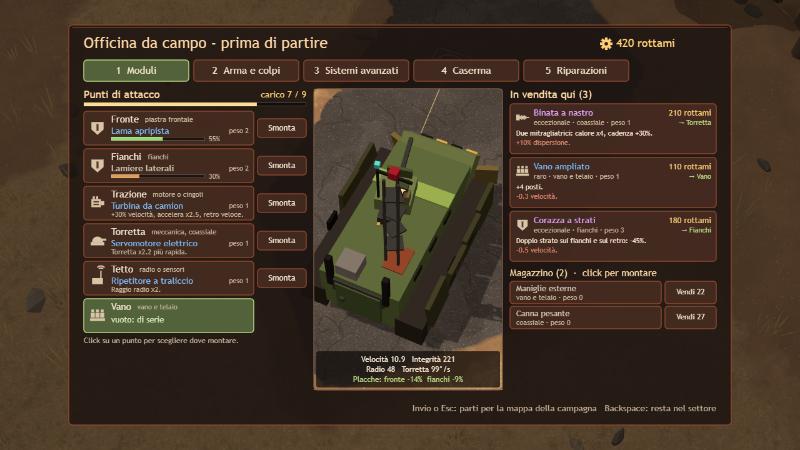 Officina da campo - prima di partire
420 rottami
1 Moduli
2 Arma e colpi
3 Sistemi avanzati
4 Caserma
5 Riparazioni
Punti di attacco
carico 7 / 9
Fronte piastra frontale
Lama apripista
peso 2
55%
Smonta
Fianchi fianchi
Lamiere laterali
peso 2
30%
Smonta
Trazione motore o cingoli
Turbina da camion
peso 1
+30% velocità, accelera x2.5, retro veloce.
Smonta
Torretta meccanica, coassiale
Servomotore elettrico
peso 1
Torretta x2.2 più rapida.
Smonta
Tetto radio o sensori
Ripetitore a traliccio
peso 1
Raggio radio x2.
Smonta
Vano vano e telaio
vuoto: di serie
Click su un punto per scegliere dove montare.
Velocità 10.9 Integrità 221
Radio 48 Torretta 99°/s
Placche: fronte -14% fianchi -9%
In vendita qui (3)
Binata a nastro
210 rottami
eccezionale · coassiale · peso 1
→ Torretta
Due mitragliatrici: calore x4, cadenza +30%.
+10% dispersione.
Vano ampliato
110 rottami
raro · vano e telaio · peso 1
→ Vano
+4 posti.
-0.3 velocità.
Corazza a strati
180 rottami
eccezionale · fianchi · peso 3
→ Fianchi
Doppio strato sui fianchi e sul retro: -45%.
-0.5 velocità.
Magazzino (2) · click per montare
Maniglie esterne
vano e telaio · peso 0
Vendi 22
Canna pesante
coassiale · peso 0
Vendi 27
Invio o Esc: parti per la mappa della campagna Backspace: resta nel settore